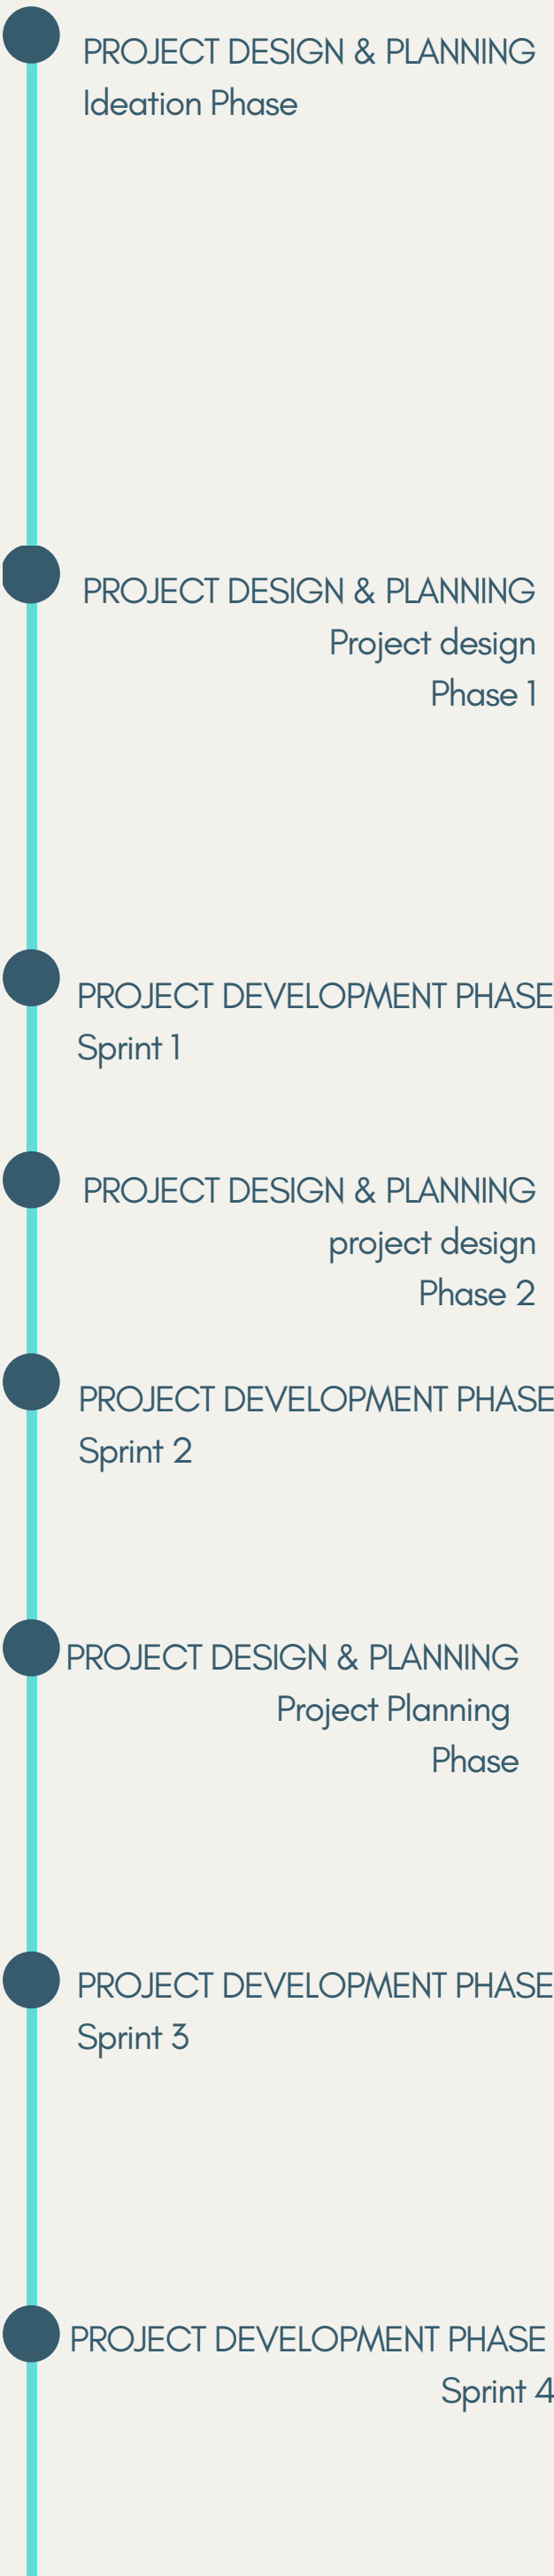 PROJECT DESIGN & PLANNING
Ideation Phase
PROJECT DESIGN & PLANNING
Project design
Phase 1
PROJECT DEVELOPMENT PHASE
Sprint 1
PROJECT DESIGN & PLANNING
project design
Phase 2
PROJECT DEVELOPMENT PHASE
Sprint 2
PROJECT DESIGN & PLANNING
Project Planning
Phase
PROJECT DEVELOPMENT PHASE
Sprint 3
PROJECT DEVELOPMENT PHASE
Sprint 4